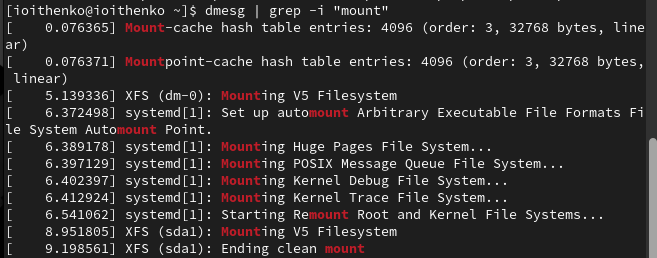 [ioithenko@ioithenko ~]$ dmesg | grep -i "mount"
[    0.076365] Mount-cache hash table entries: 4096 (order: 3, 32768 bytes, line
ar)
[    0.076371] Mountpoint-cache hash table entries: 4096 (order: 3, 32768 bytes,
 linear)
[    5.139336] XFS (dm-0): Mounting V5 Filesystem
[    6.372498] systemd[1]: Set up automount Arbitrary Executable File Formats Fi
le System Automount Point.
[    6.389178] systemd[1]: Mounting Huge Pages File System...
[    6.397129] systemd[1]: Mounting POSIX Message Queue File System...
[    6.402397] systemd[1]: Mounting Kernel Debug File System...
[    6.412924] systemd[1]: Mounting Kernel Trace File System...
[    6.541062] systemd[1]: Starting Remount Root and Kernel File Systems...
[    8.951805] XFS (sda1): Mounting V5 Filesystem
[    9.198561] XFS (sda1): Ending clean mount